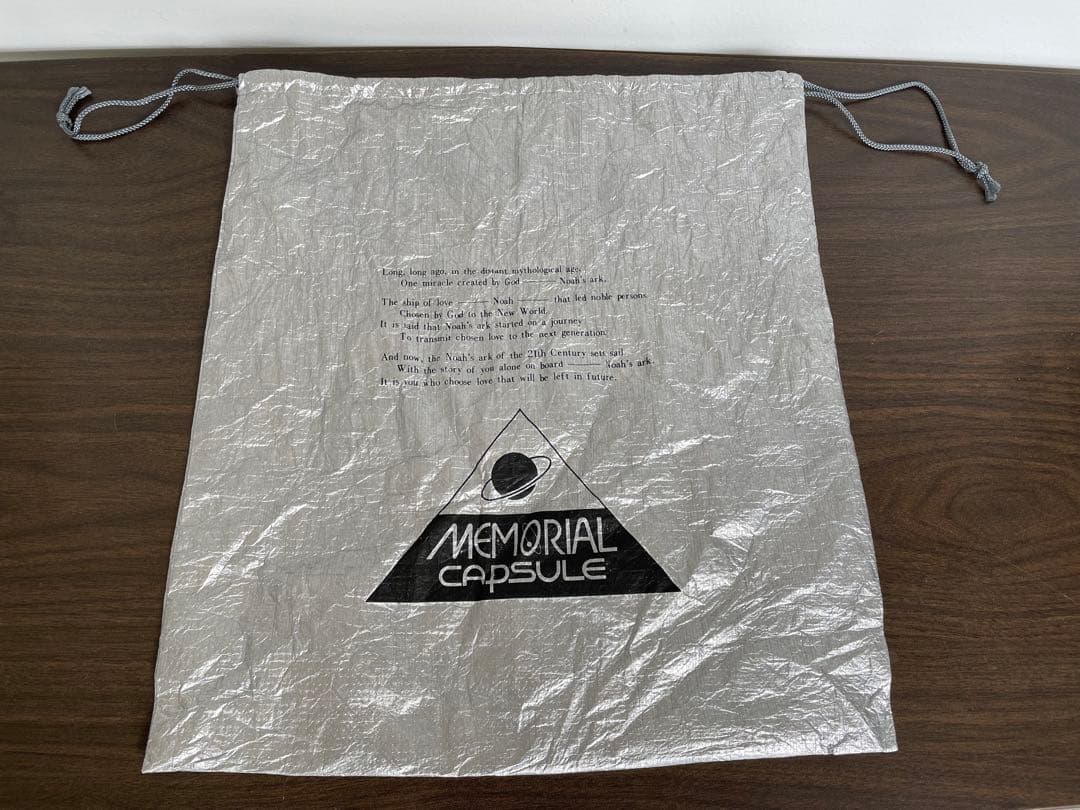 Long, long ago, in the distant mythological age,
One miracle created by God —— Noah's ark.
The ship of love —— Noah —— that led noble persons
Chosen by God to the New World.
It is said that Noah's ark started on a journey
To transmit chosen love to the next generation.
And now, the Noah's ark of the 21th Century sets sail
With the story of you alone on board —— Noah's ark.
It is you who choose love that will be left in future.
MEMORIAL
CAPSULE